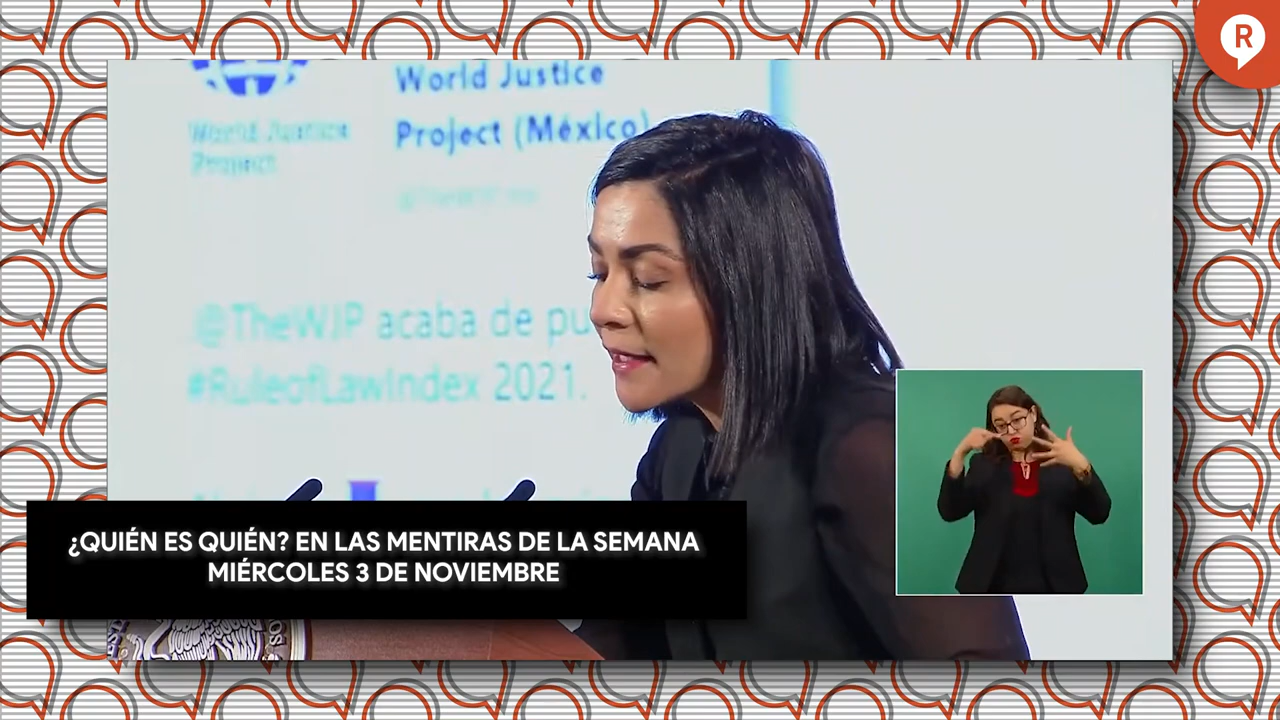 R
World Justice
Project (México)
World Justice
Project
@TheWJP acaba de pu
#RuleofLawIndex 2021.
¿QUIÉN ES QUIÉN? EN LAS MENTIRAS DE LA SEMANA
MIÉRCOLES 3 DE NOVIEMBRE